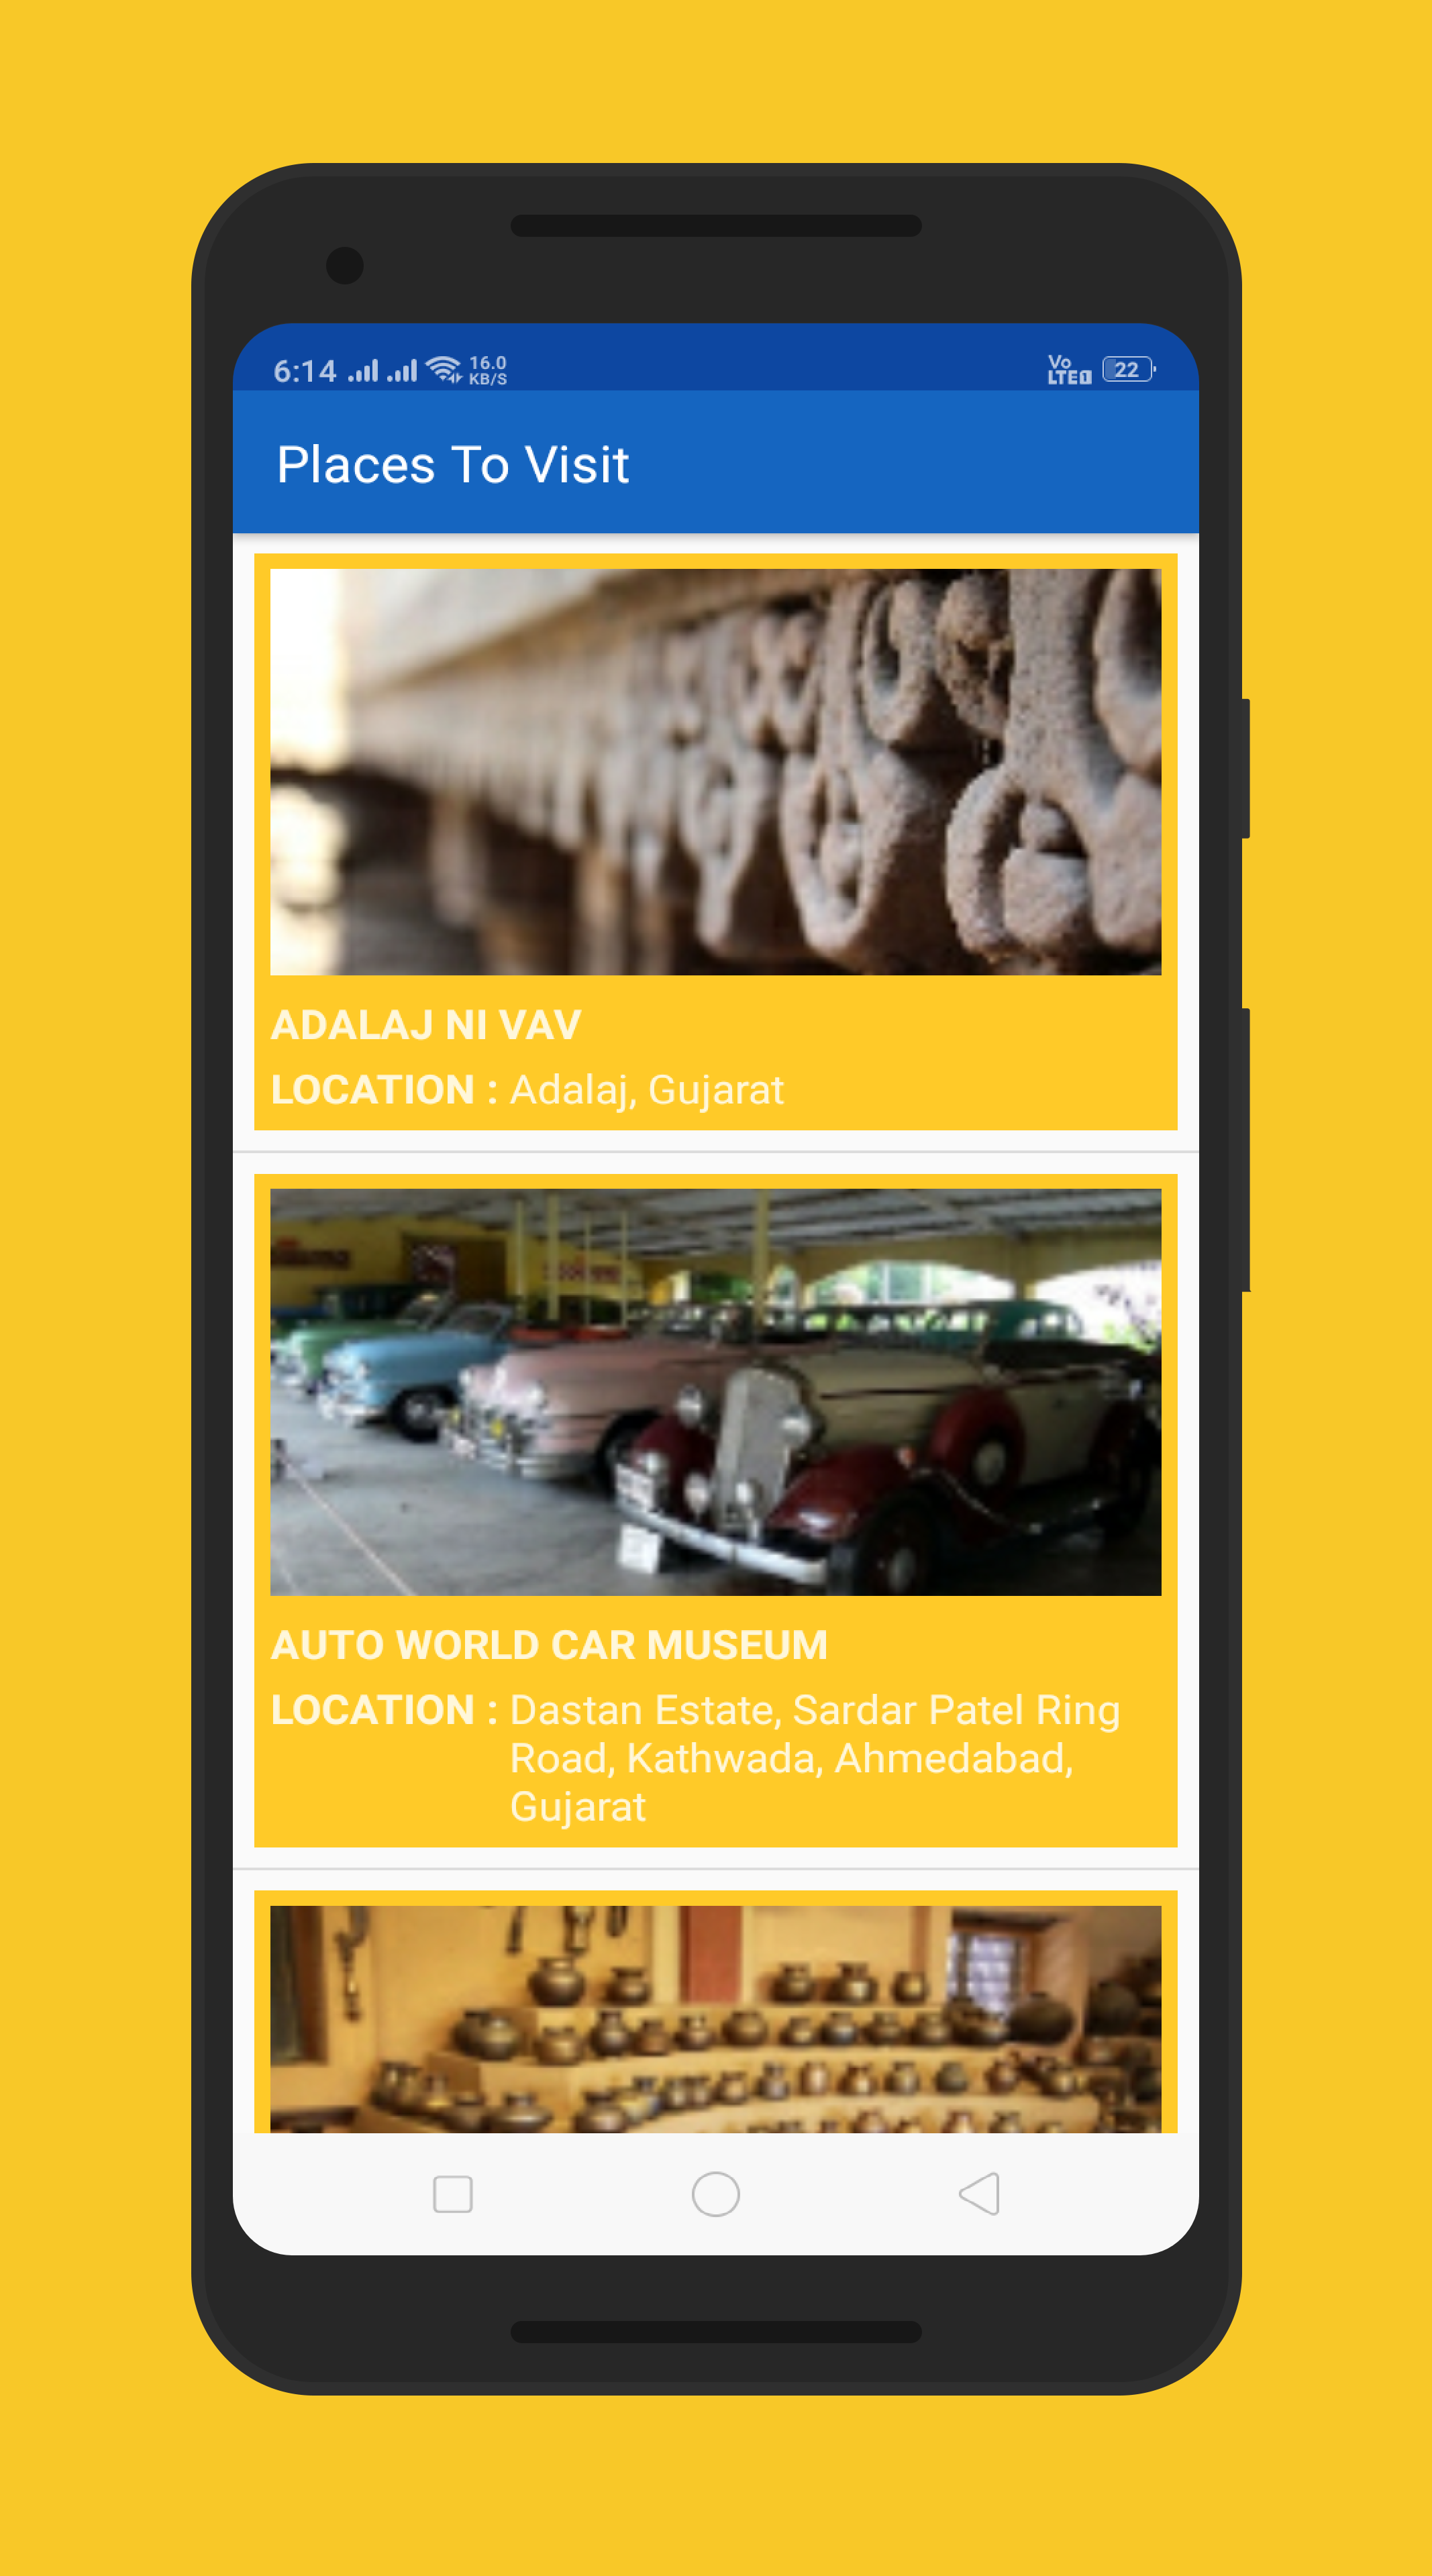 6:14 16.0 KB/S Vo LTE1 22
Places To Visit
ADALAJ NI VAV
LOCATION : Adalaj, Gujarat
AUTO WORLD CAR MUSEUM
LOCATION : Dastan Estate, Sardar Patel Ring
Road, Kathwada, Ahmedabad,
Gujarat